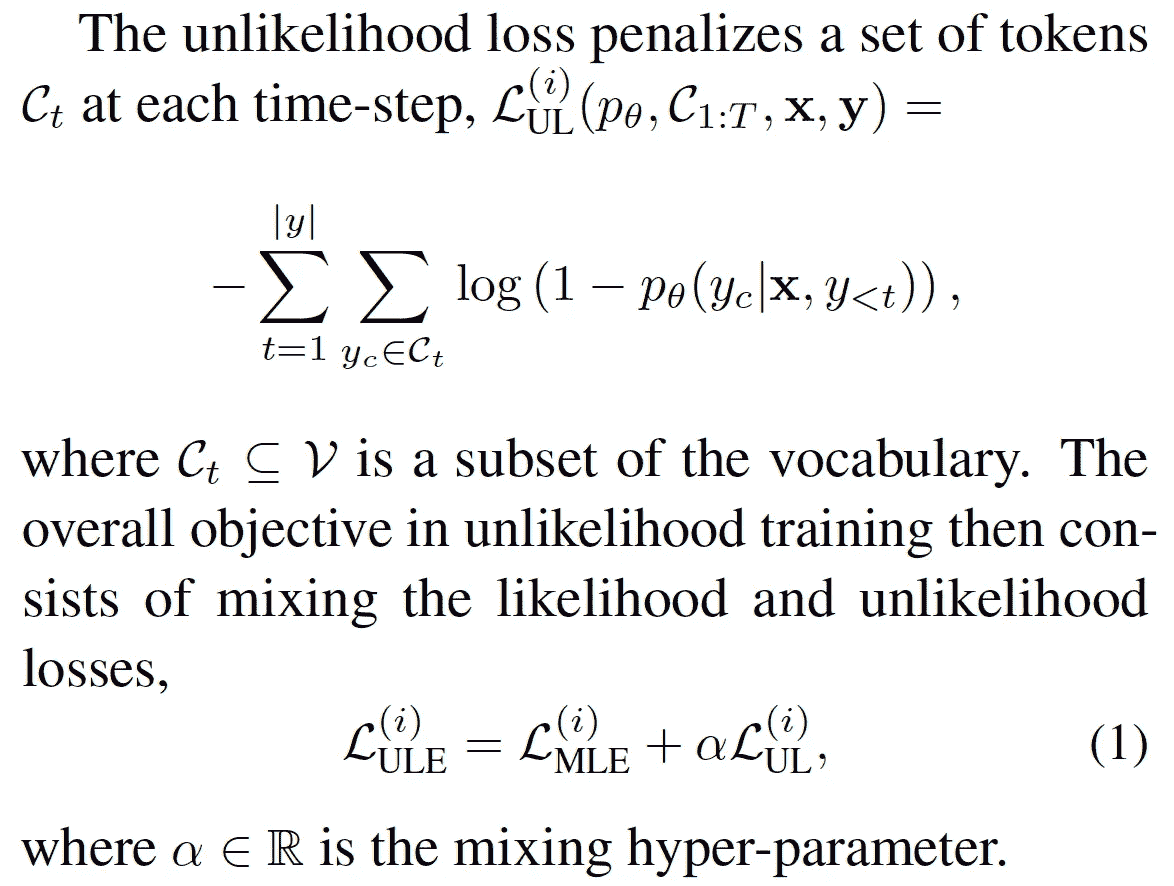 The unlikelihood loss penalizes a set of tokens
$\mathcal{C}_t$ at each time-step, $\mathcal{L}_{\text{UL}}^{(i)}(p_\theta, \mathcal{C}_{1:T}, \mathbf{x}, \mathbf{y}) =$
$-\sum_{t=1}^{|y|} \sum_{y_c \in \mathcal{C}_t} \log \left(1 - p_\theta(y_c|\mathbf{x}, y_{<t})\right),$
where $\mathcal{C}_t \subseteq \mathcal{V}$ is a subset of the vocabulary. The
overall objective in unlikelihood training then con-
sists of mixing the likelihood and unlikelihood
losses,
$\mathcal{L}_{\text{ULE}}^{(i)} = \mathcal{L}_{\text{MLE}}^{(i)} + \alpha \mathcal{L}_{\text{UL}}^{(i)},$ (1)
where $\alpha \in \mathbb{R}$ is the mixing hyper-parameter.